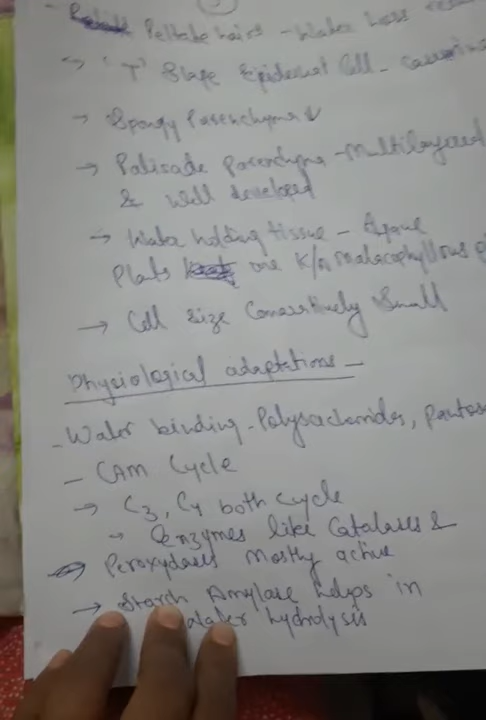 Peltate hairs - Water loss
→ "T" Shape Epidermal Cell -
→ Spongy Parenchyma ↓
→ Palisade parenchyma - Multilayered
& well developed
→ Water holding tissue - Agave
Plants are K/a malacophyllous
→ Cell size Small
Physiological adaptations -
- Water binding - Polysaccharides,
- CAM Cycle
→ C3, C4 both cycle
→ enzymes like Catalases &
Peroxydases mostly active
→ Starch Amylase helps in
hydrolysis